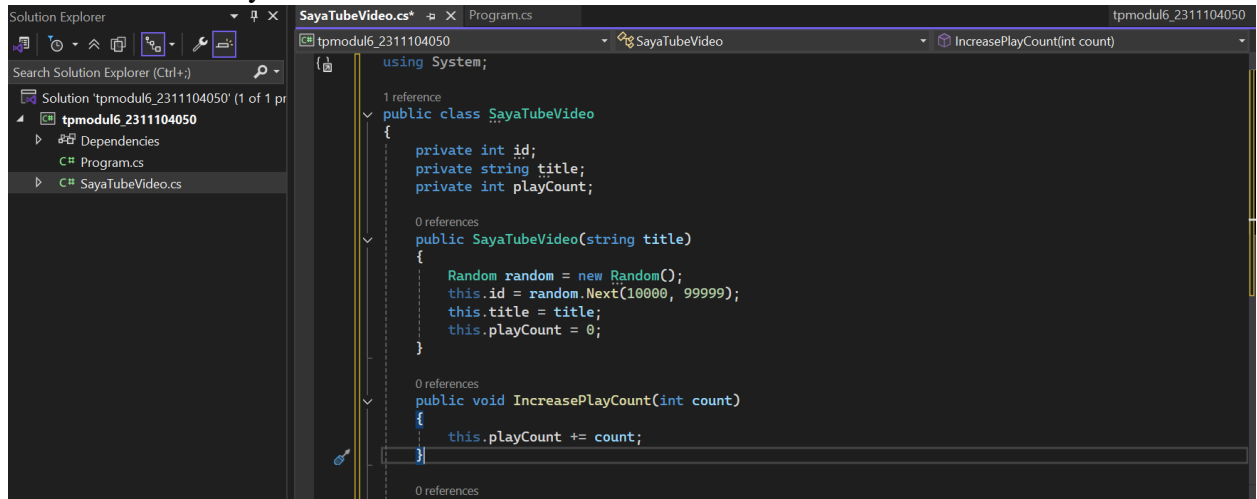 Solution Explorer
Search Solution Explorer (Ctrl+;)
Solution 'tpmodul6_2311104050' (1 of 1 pr
C# tpmodul6_2311104050
Dependencies
C# Program.cs
C# SayaTubeVideo.cs
SayaTubeVideo.cs* Program.cs tpmodul6_2311104050
C# tpmodul6_2311104050 SayaTubeVideo IncreasePlayCount(int count)
using System;
1 reference
public class SayaTubeVideo
{
private int id;
private string title;
private int playCount;
0 references
public SayaTubeVideo(string title)
{
Random random = new Random();
this.id = random.Next(10000, 99999);
this.title = title;
this.playCount = 0;
}
0 references
public void IncreasePlayCount(int count)
{
this.playCount += count;
}
0 references